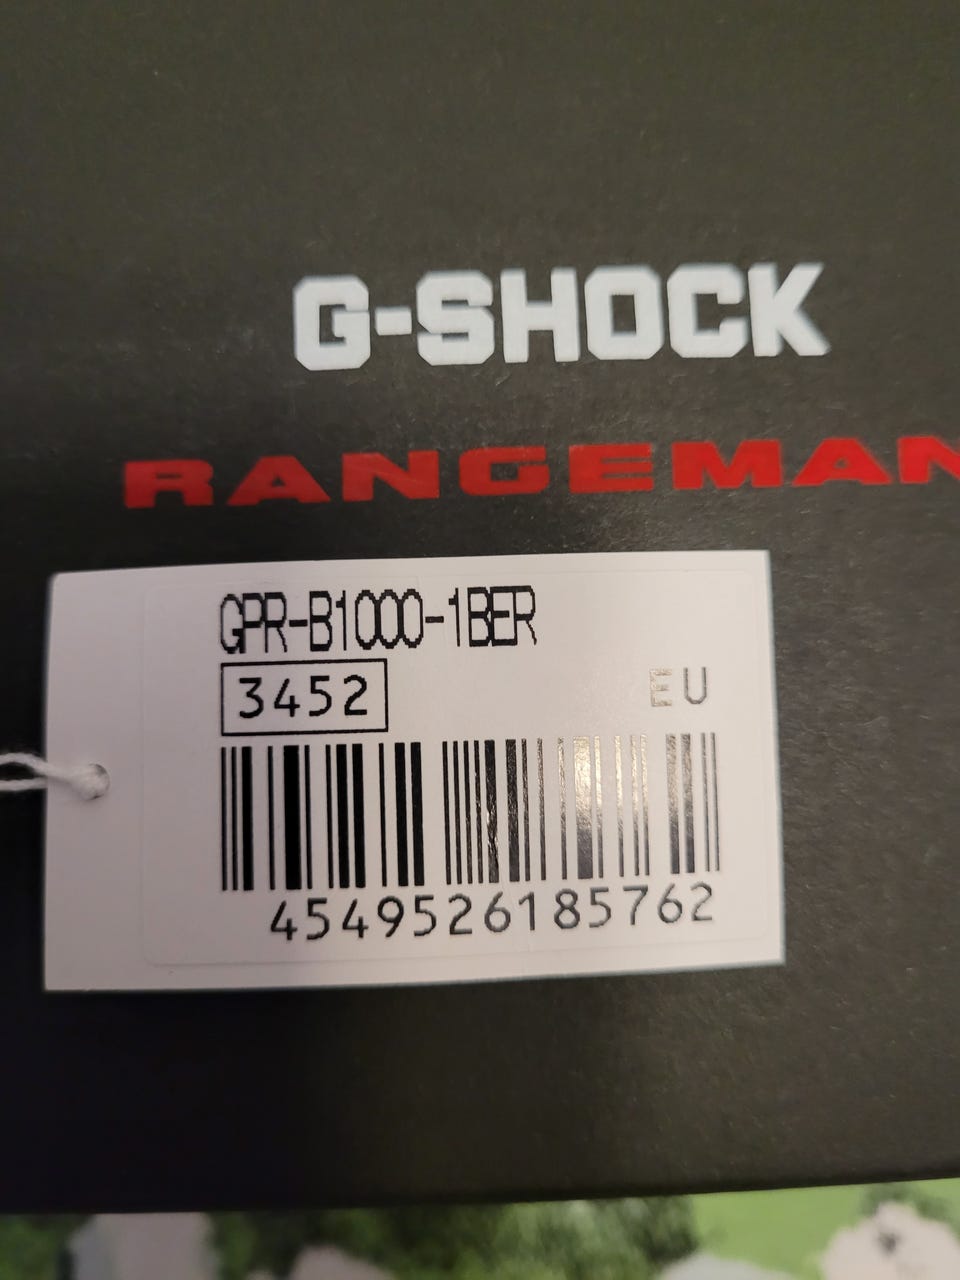 G-SHOCK
RANGEMAN
GPR-B1000-1BER
3452
EU
4549526185762